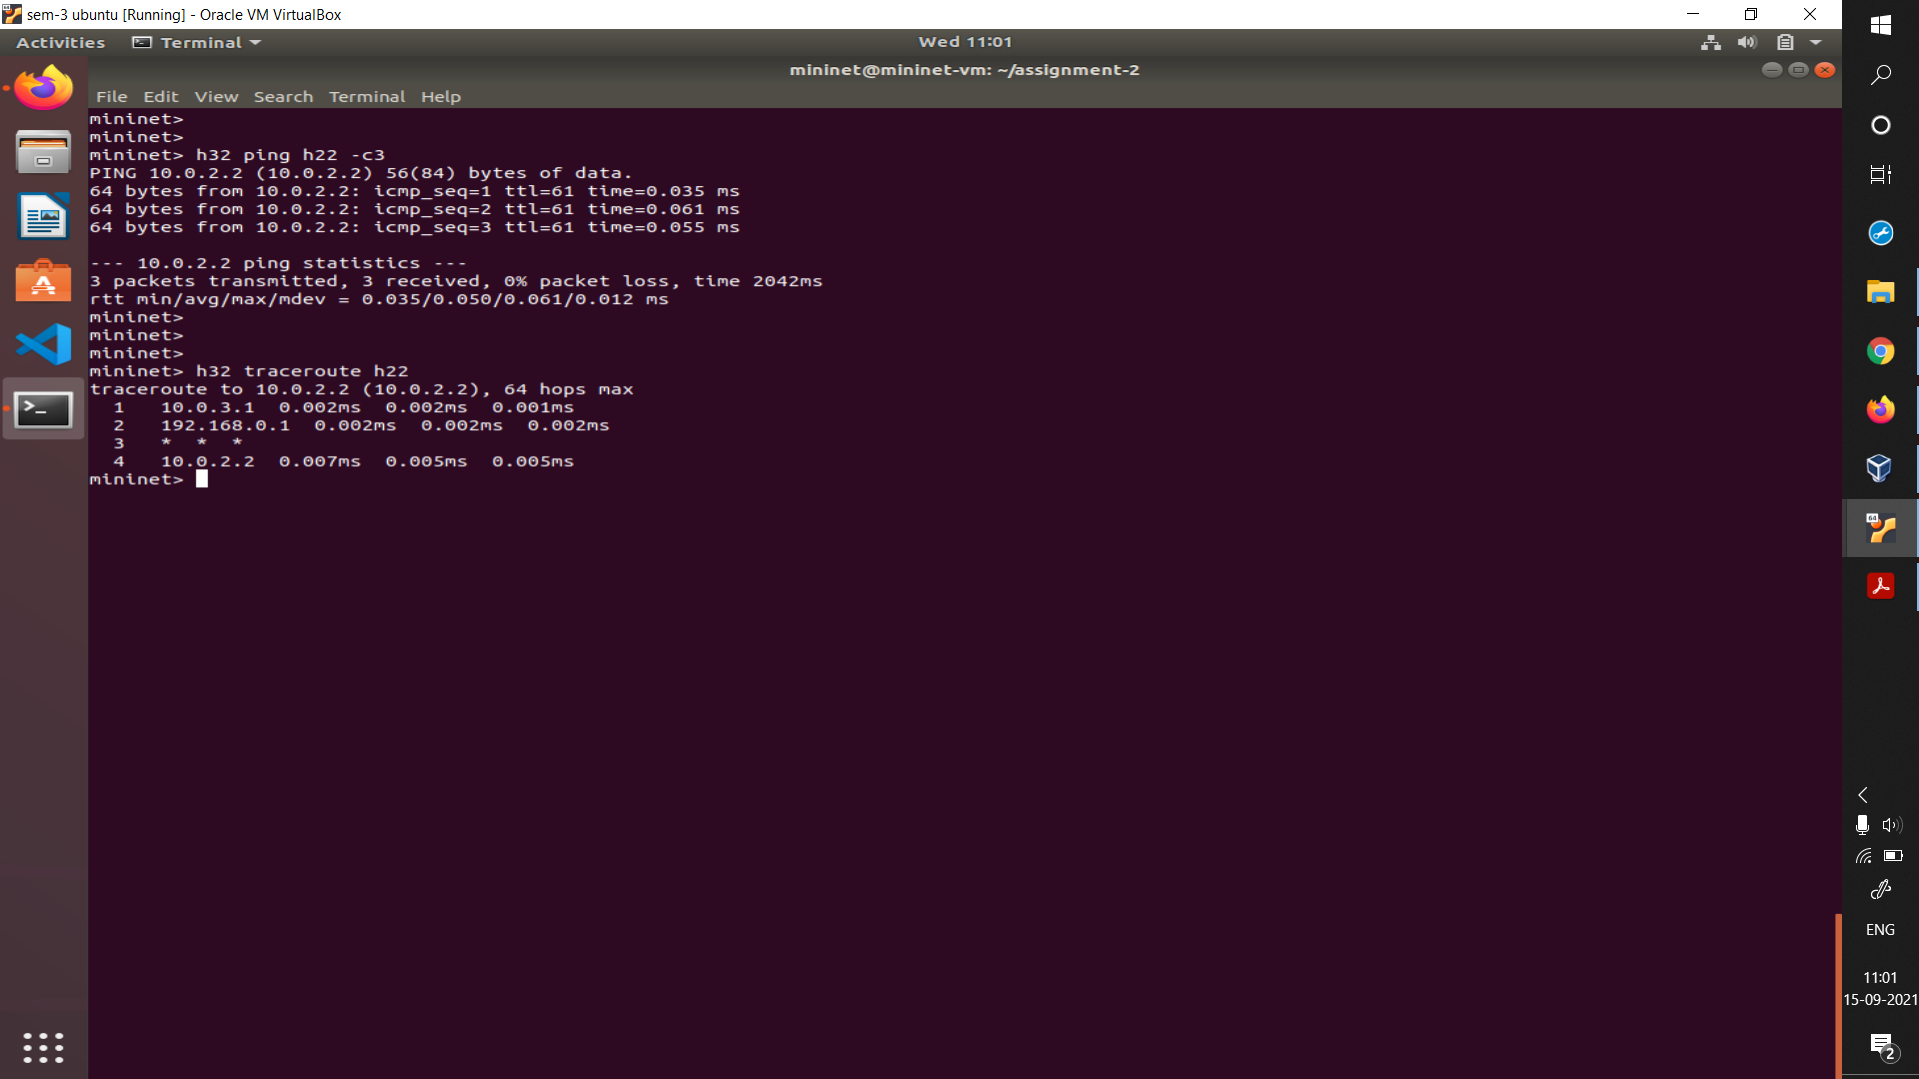 sem-3 ubuntu [Running] - Oracle VM VirtualBox
Activities Terminal Wed 11:01
mininet@mininet-vm: ~/assignment-2
File Edit View Search Terminal Help
mininet>
mininet>
mininet> h32 ping h22 -c3
PING 10.0.2.2 (10.0.2.2) 56(84) bytes of data.
64 bytes from 10.0.2.2: icmp_seq=1 ttl=61 time=0.035 ms
64 bytes from 10.0.2.2: icmp_seq=2 ttl=61 time=0.061 ms
64 bytes from 10.0.2.2: icmp_seq=3 ttl=61 time=0.055 ms
--- 10.0.2.2 ping statistics ---
3 packets transmitted, 3 received, 0% packet loss, time 2042ms
rtt min/avg/max/mdev = 0.035/0.050/0.061/0.012 ms
mininet>
mininet>
mininet>
mininet> h32 traceroute h22
traceroute to 10.0.2.2 (10.0.2.2), 64 hops max
1 10.0.3.1 0.002ms 0.002ms 0.001ms
2 192.168.0.1 0.002ms 0.002ms 0.002ms
3 * * *
4 10.0.2.2 0.007ms 0.005ms 0.005ms
mininet>
64
ENG
11:01
15-09-2021
2